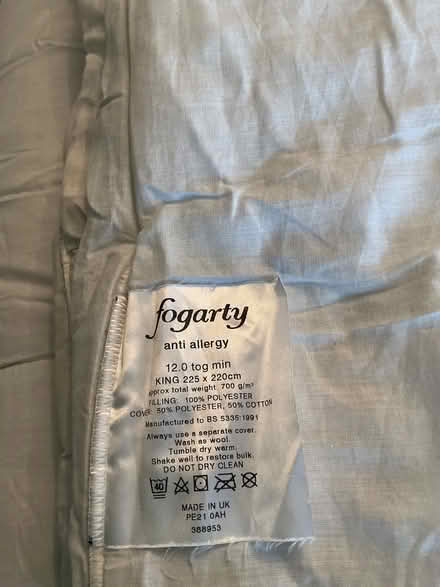 fogarty
anti allergy
12.0 tog min
KING 225 x 220cm
approx total weight 700 g/m²
FILLING: 100% POLYESTER
COVER: 50% POLYESTER, 50% COTTON
Manufactured to BS 5335:1991
Always use a separate cover.
Wash as wool.
Tumble dry warm.
Shake well to restore bulk.
DO NOT DRY CLEAN
40
MADE IN UK
PE21 0AH
388953